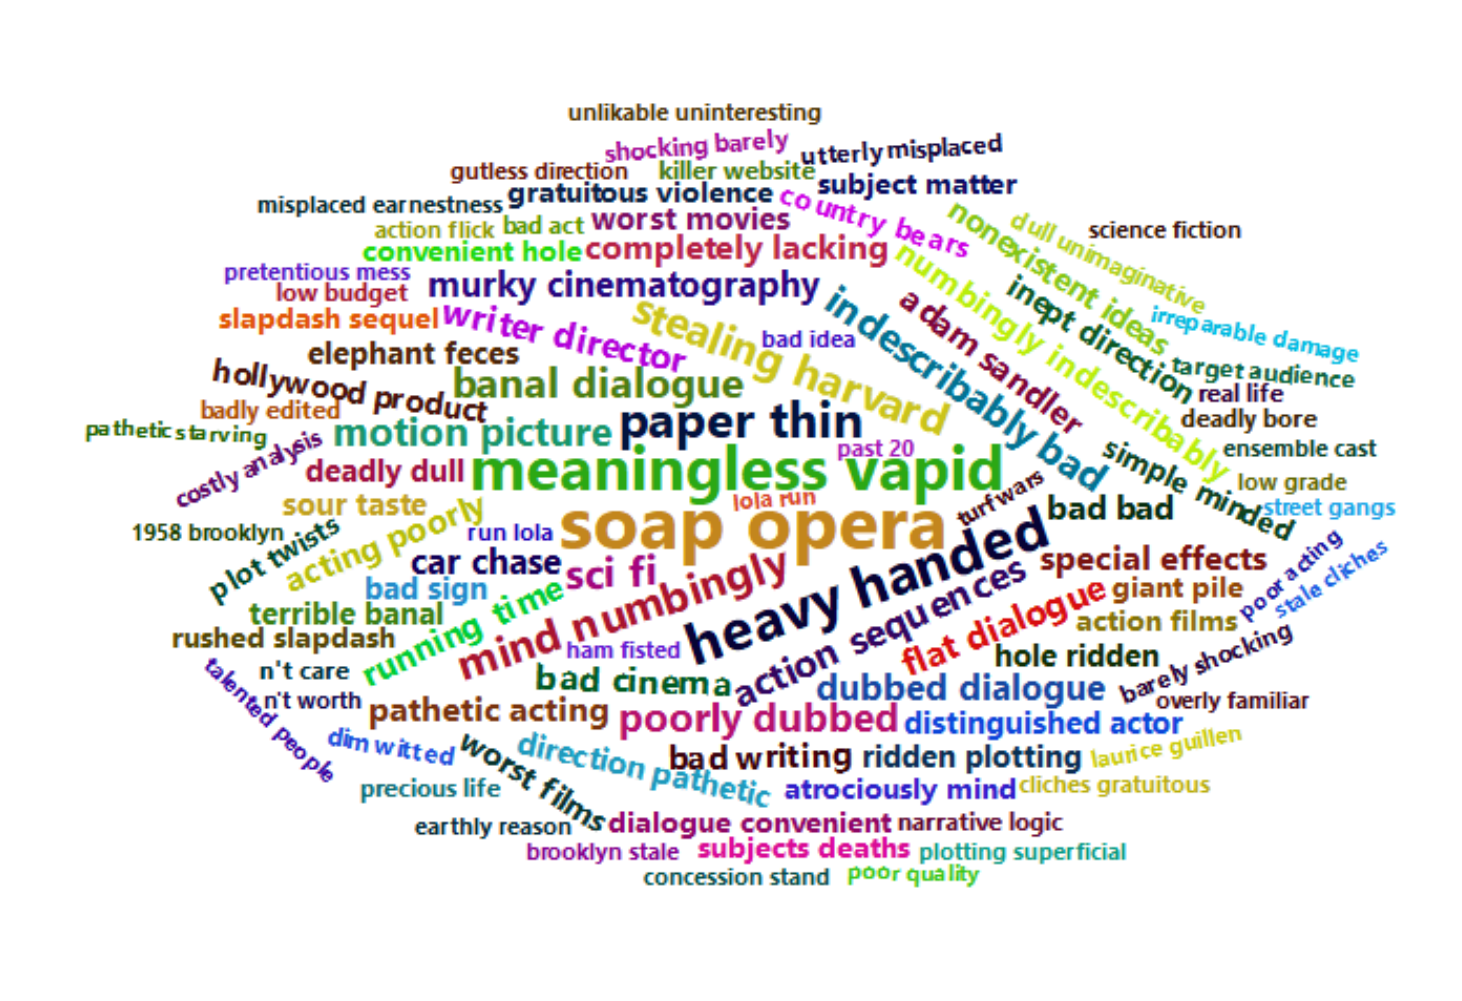 unlikable uninteresting
shocking barely
utterly misplaced
gutless direction
killer website
subject matter
gratuitous violence
misplaced earnestness
country bears
worst movies
bad act
action flick
nonexistent ideas
dull unimaginative
science fiction
convenient hole
completely lacking
numbingly indescribably
pretentious mess
low budget
murky cinematography
indescribably bad
adam sandler
inept direction
irreparable damage
slapdash sequel
writer director
stealing harvard
bad idea
elephant feces
target audience
hollywood product
banal dialogue
real life
badly edited
paper thin
deadly bore
pathetic starving
motion picture
past 20
ensemble cast
costly analysis
deadly dull
meaningless vapid
simple minded
low grade
sour taste
lola run
turf wars
bad bad
street gangs
1958 brooklyn
plot twists
acting poorly
run lola
soap opera
car chase
sci fi
heavy handed
special effects
poor acting
stale cliches
bad sign
running time
mind numbingly
action sequences
flat dialogue
giant pile
terrible banal
action films
rushed slapdash
ham fisted
hole ridden
barely shocking
talented people
n't care
bad cinema
dubbed dialogue
n't worth
overly familiar
pathetic acting
poorly dubbed
distinguished actor
dim witted
worst films
direction pathetic
bad writing
ridden plotting
laurice guillen
precious life
atrociously mind
cliches gratuitous
earthly reason
dialogue convenient
narrative logic
brooklyn stale
subjects deaths
plotting superficial
concession stand
poor quality